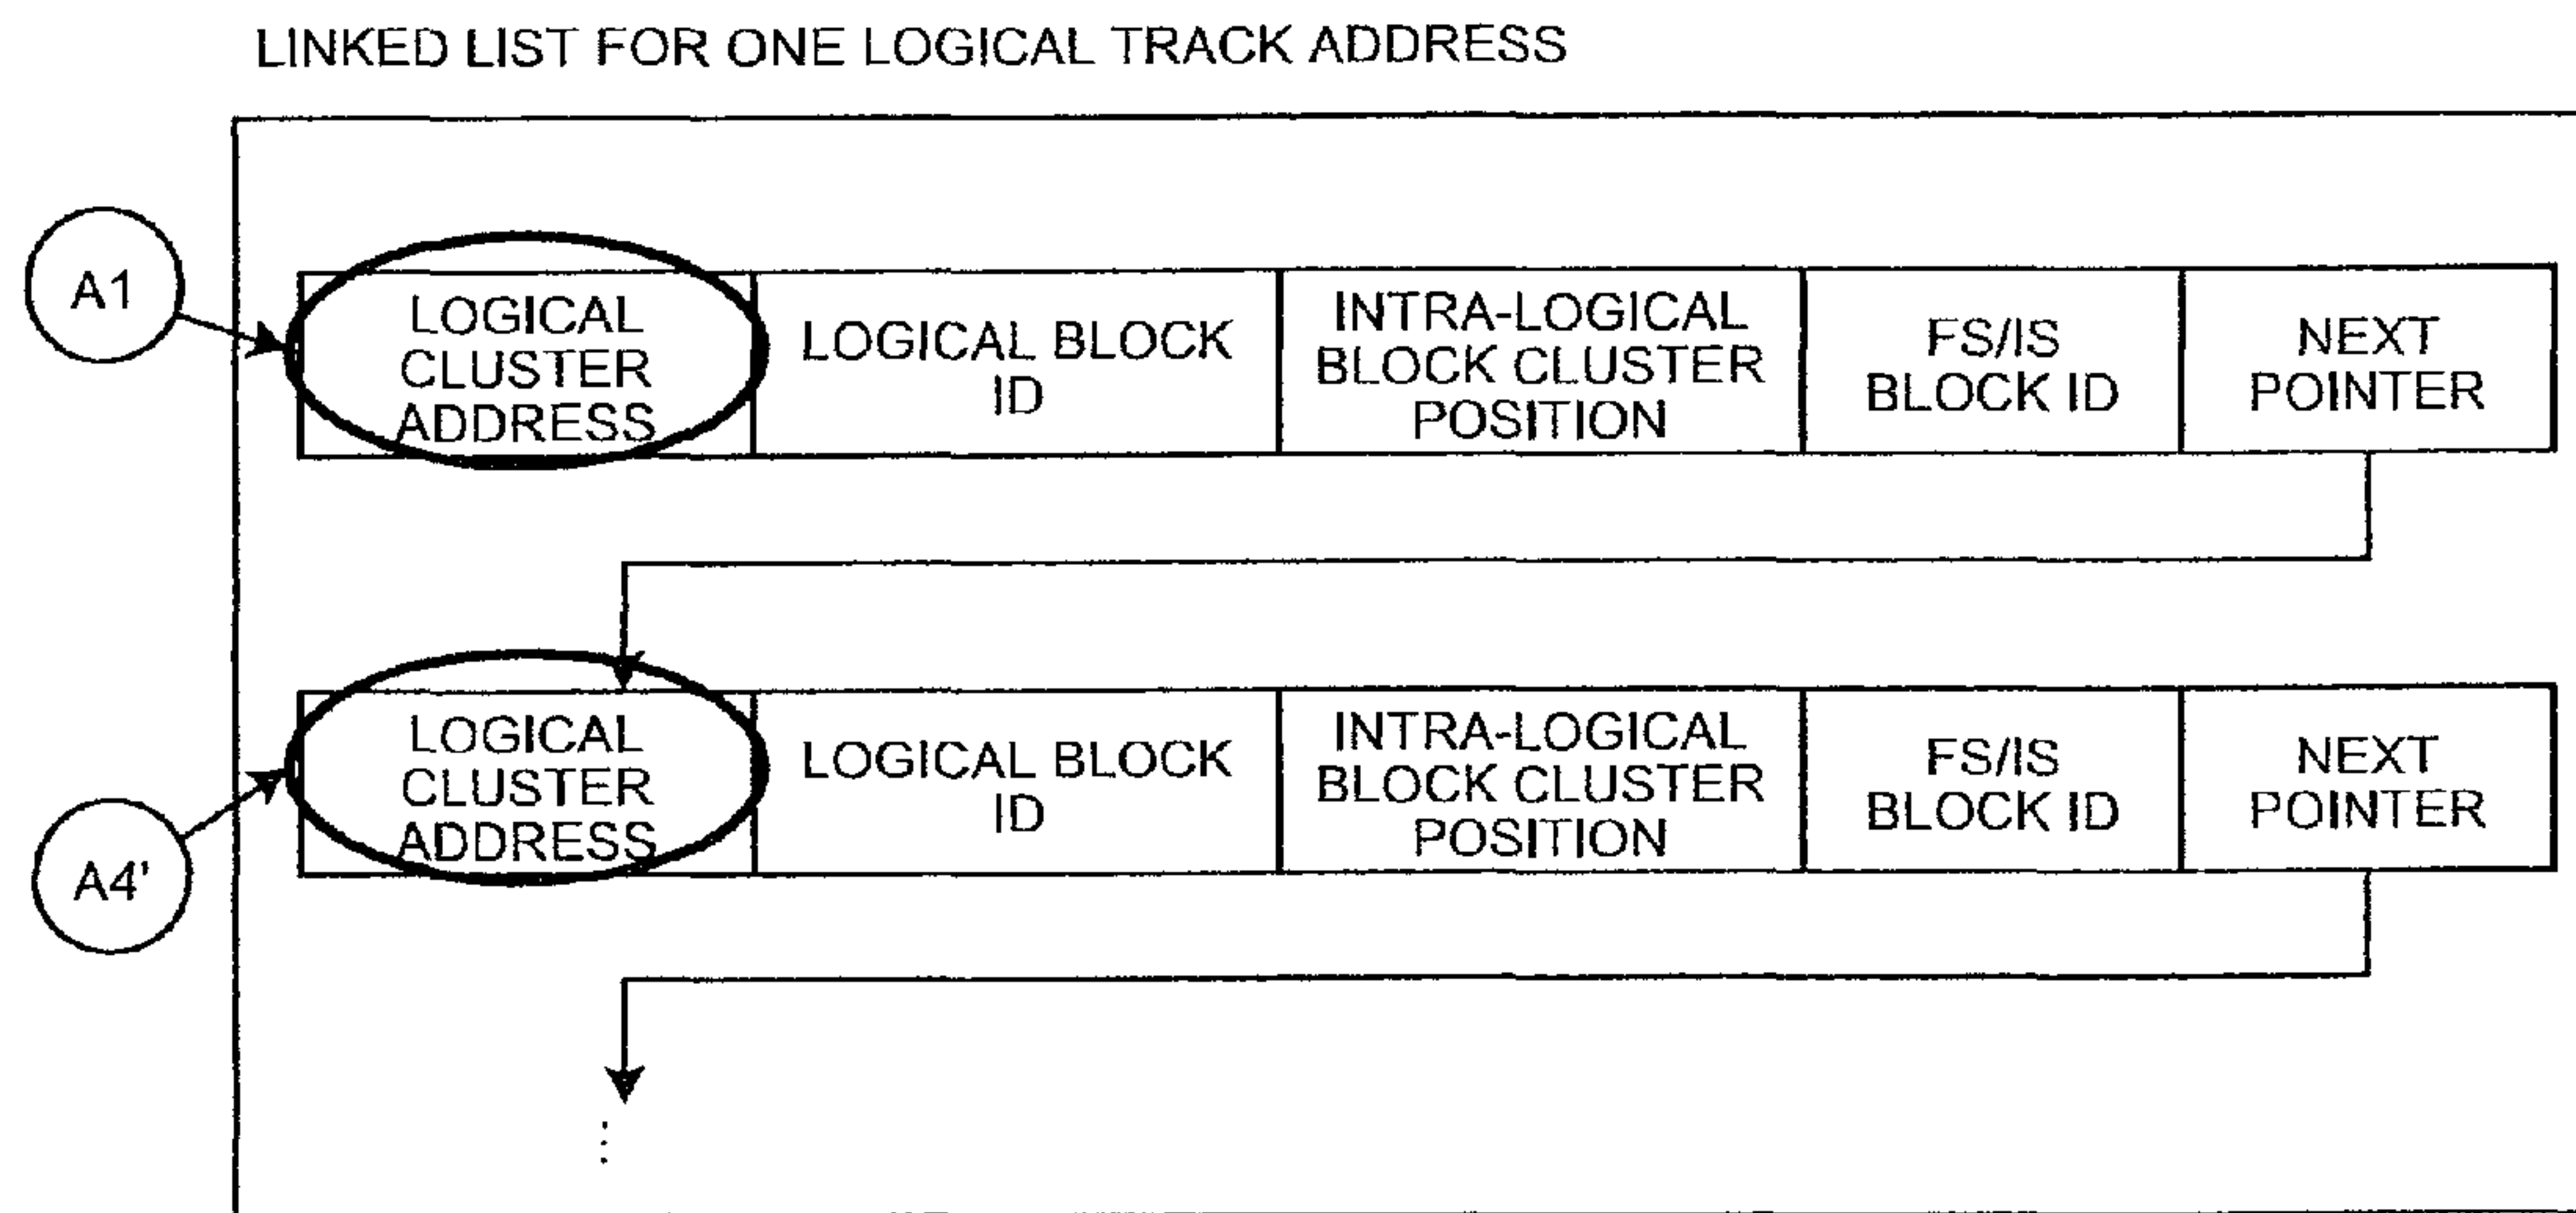 LINKED LIST FOR ONE LOGICAL TRACK ADDRESS
A1
LOGICAL
CLUSTER
ADDRESS
LOGICAL BLOCK
ID
INTRA-LOGICAL
BLOCK CLUSTER
POSITION
FS/IS
BLOCK ID
NEXT
POINTER
A4'
LOGICAL
CLUSTER
ADDRESS
LOGICAL BLOCK
ID
INTRA-LOGICAL
BLOCK CLUSTER
POSITION
FS/IS
BLOCK ID
NEXT
POINTER
⋮